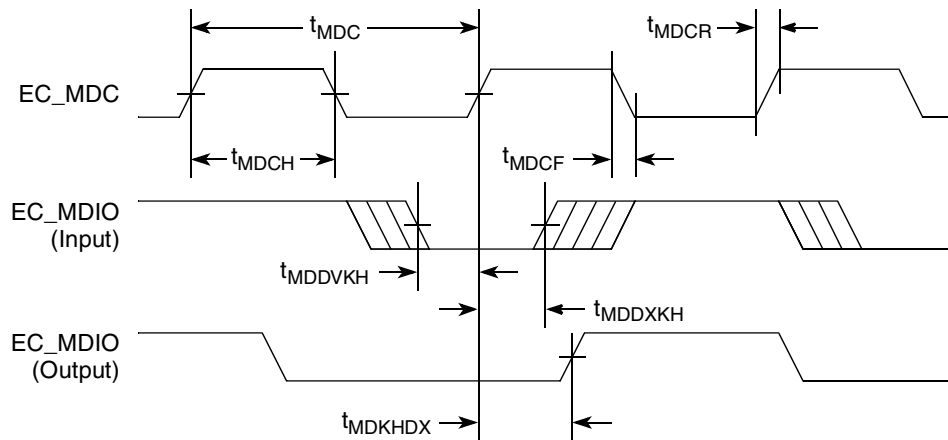 tMDC
tMDCR
EC_MDC
tMDCH
tMDCF
EC_MDIO
(Input)
tMDDVKH
tMDDXKH
EC_MDIO
(Output)
tMDKHDX